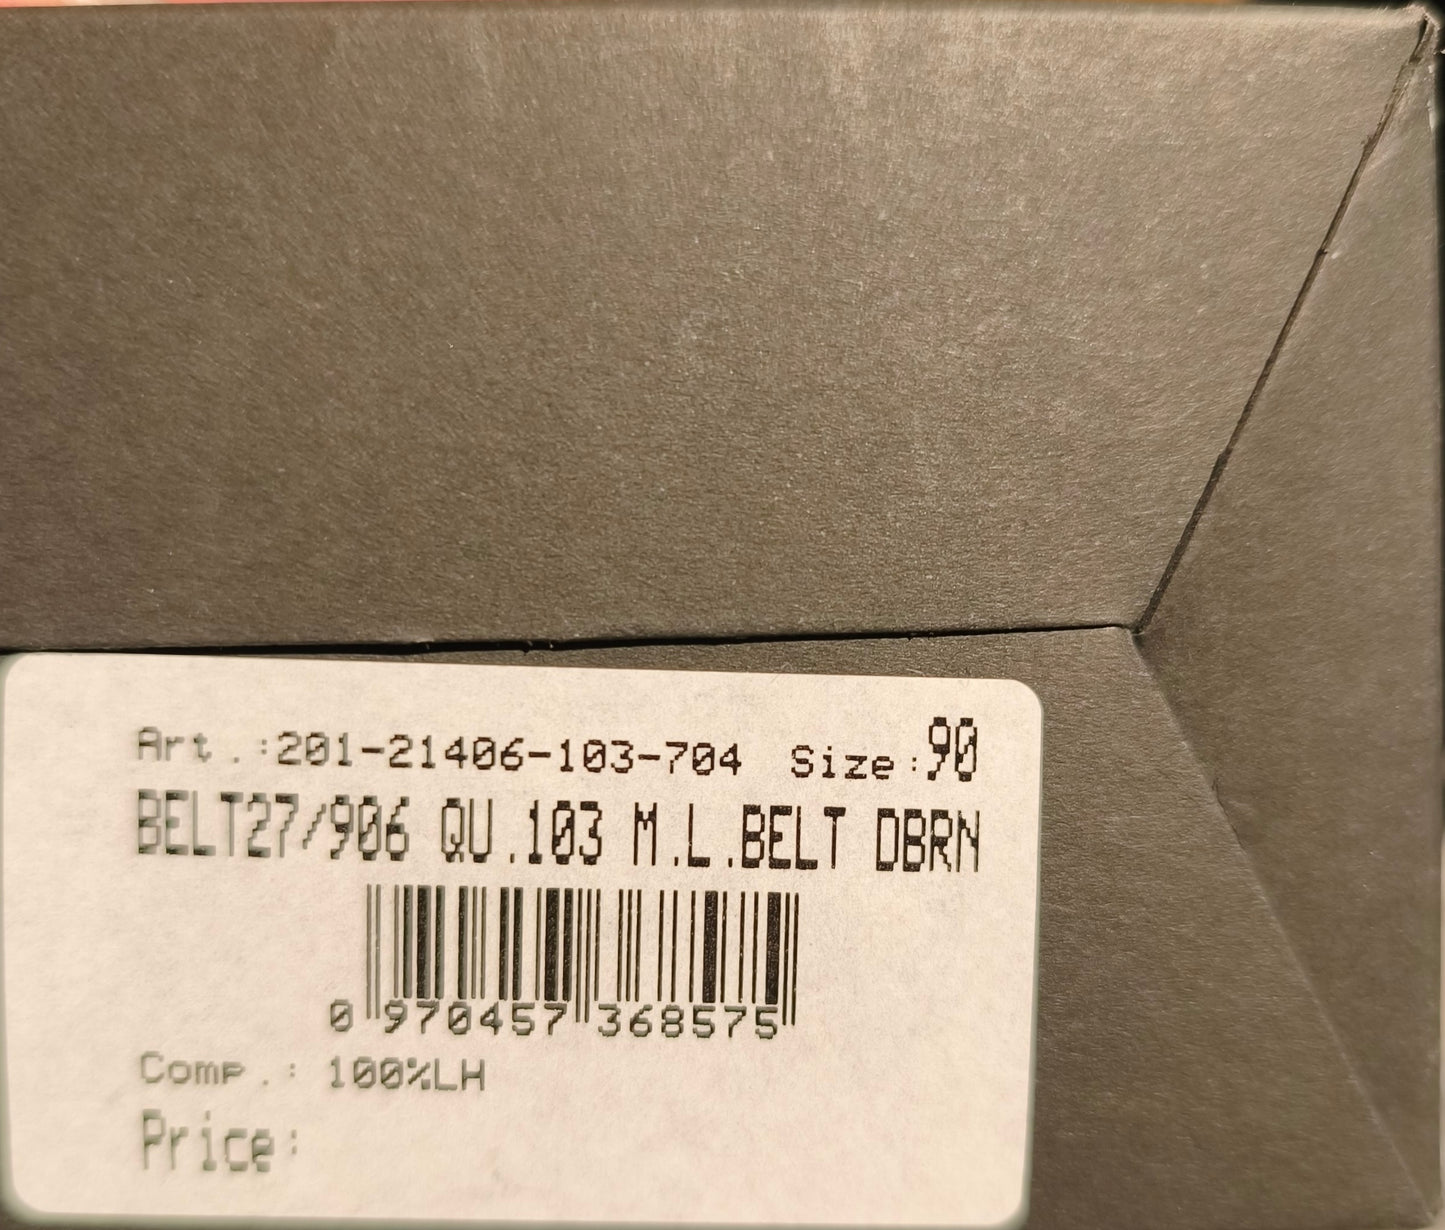 Art.:201-21406-103-704 Size:90
BELT27/906 QU.103 M.L.BELT DBRN
0 970457 368575
Comp.: 100%LH
Price: